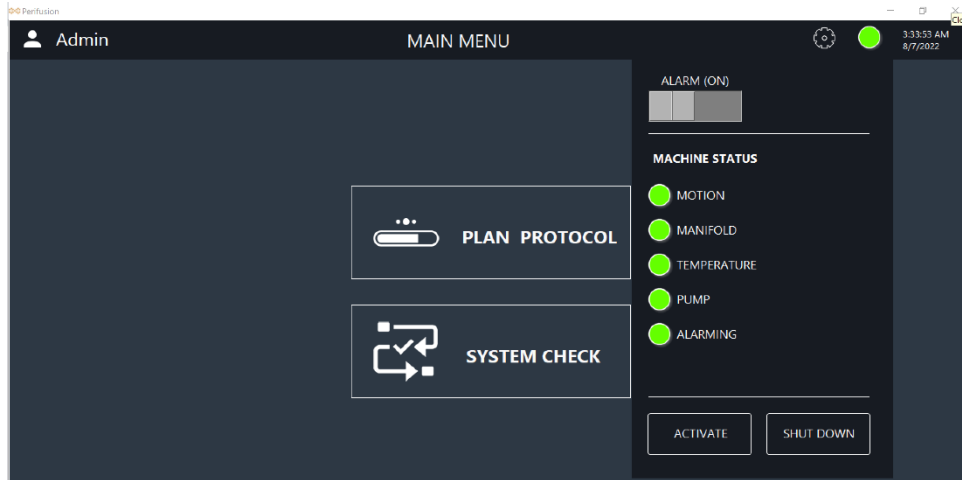 Perifusion
Clo
Admin
MAIN MENU
3:33:53 AM
8/7/2022
ALARM (ON)
MACHINE STATUS
MOTION
MANIFOLD
TEMPERATURE
PUMP
ALARMING
PLAN PROTOCOL
SYSTEM CHECK
ACTIVATE
SHUT DOWN